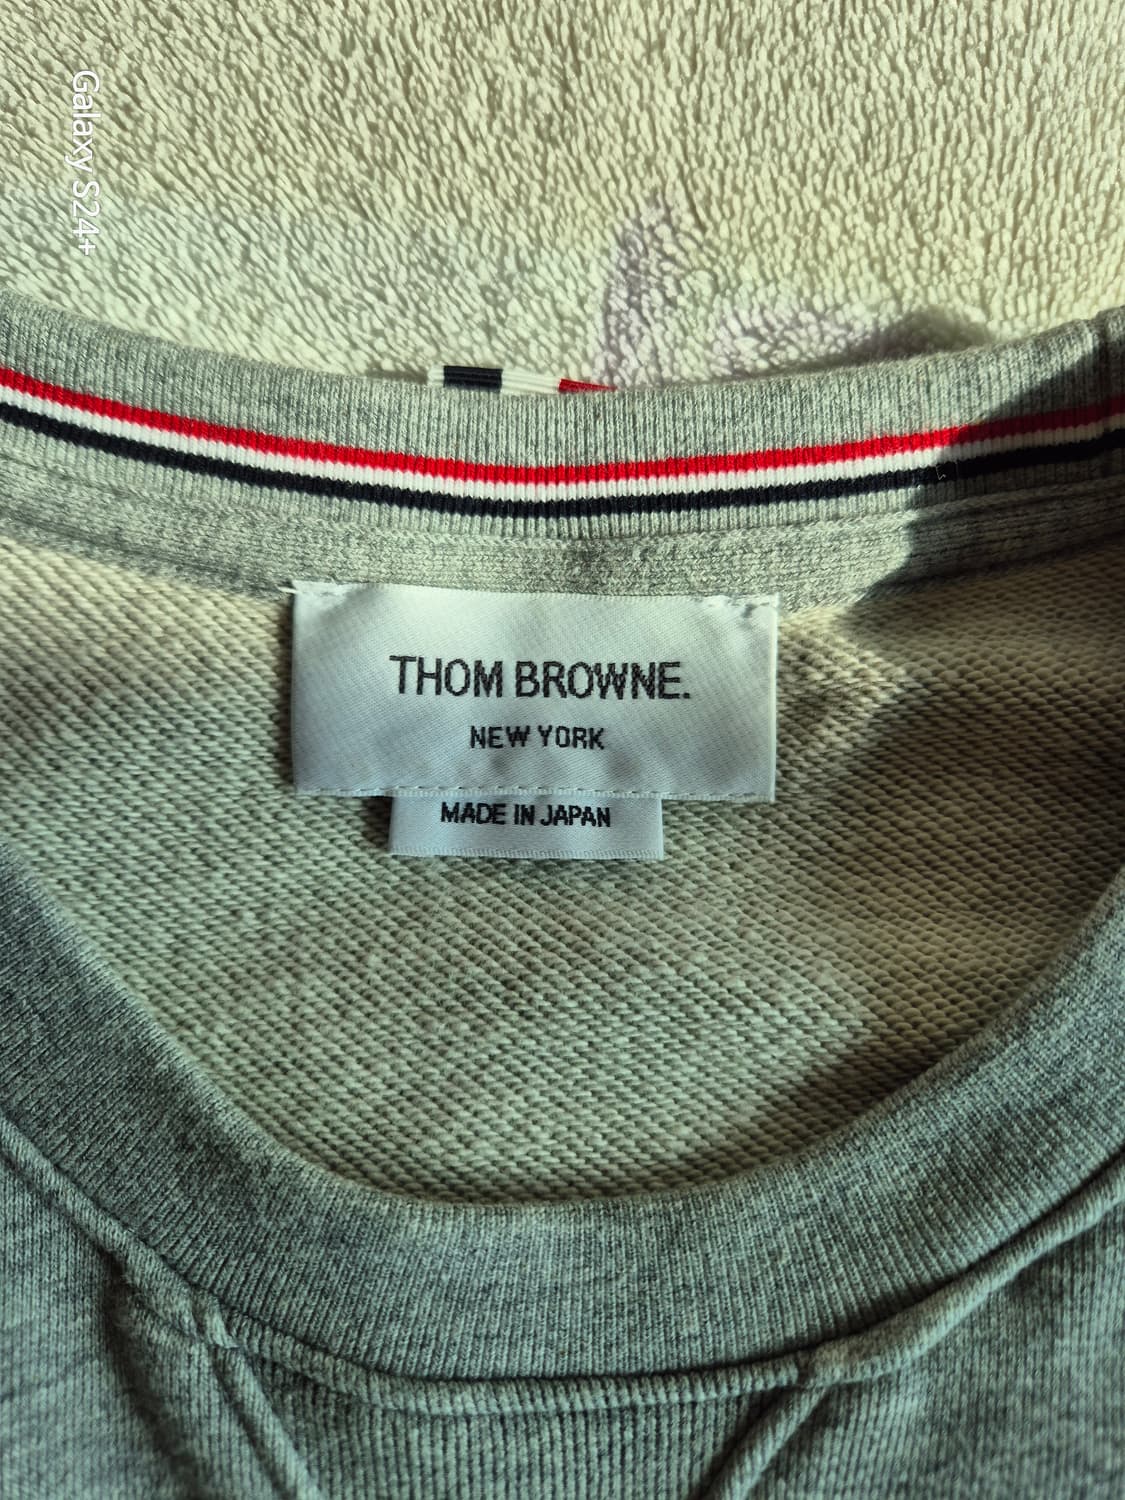 Galaxy S24+
THOM BROWNE.
NEW YORK
MADE IN JAPAN